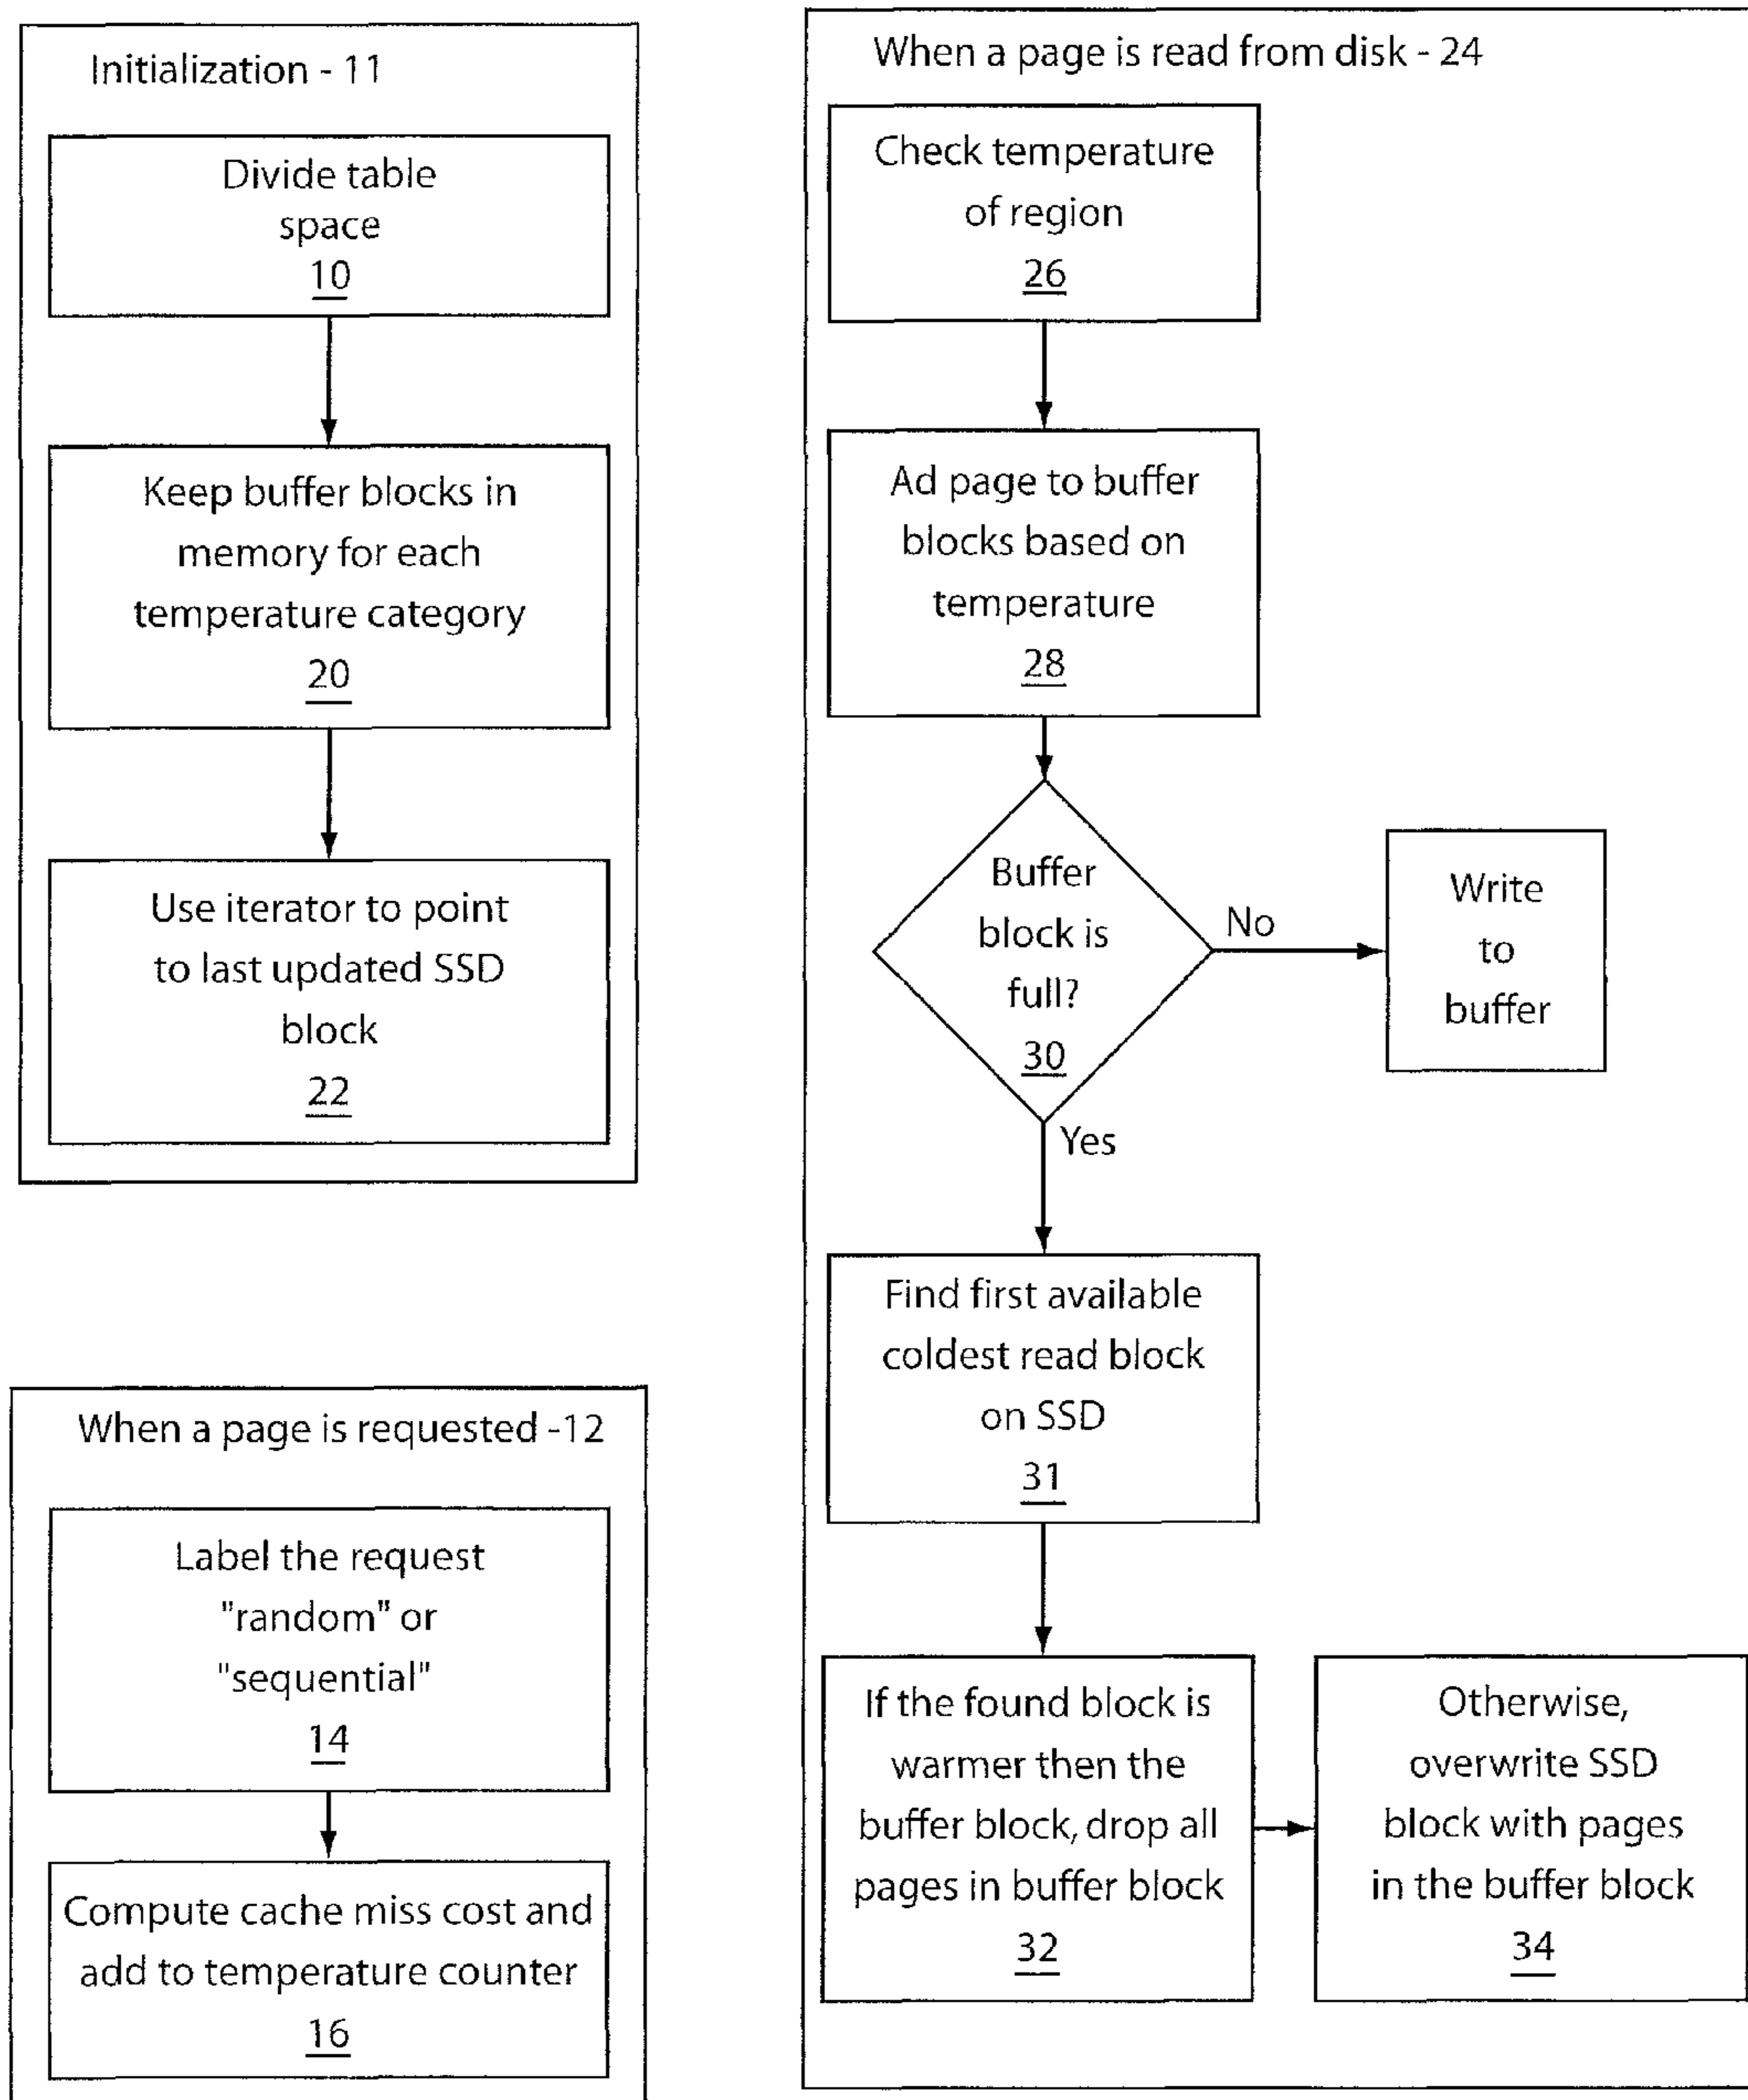 Initialization - 11
Divide table
space
10
Keep buffer blocks in
memory for each
temperature category
20
Use iterator to point
to last updated SSD
block
22
When a page is requested -12
Label the request
"random" or
"sequential"
14
Compute cache miss cost and
add to temperature counter
16
When a page is read from disk - 24
Check temperature
of region
26
Ad page to buffer
blocks based on
temperature
28
Buffer
block is
full?
30
No
Write
to
buffer
Yes
Find first available
coldest read block
on SSD
31
If the found block is
warmer then the
buffer block, drop all
pages in buffer block
32
Otherwise,
overwrite SSD
block with pages
in the buffer block
34